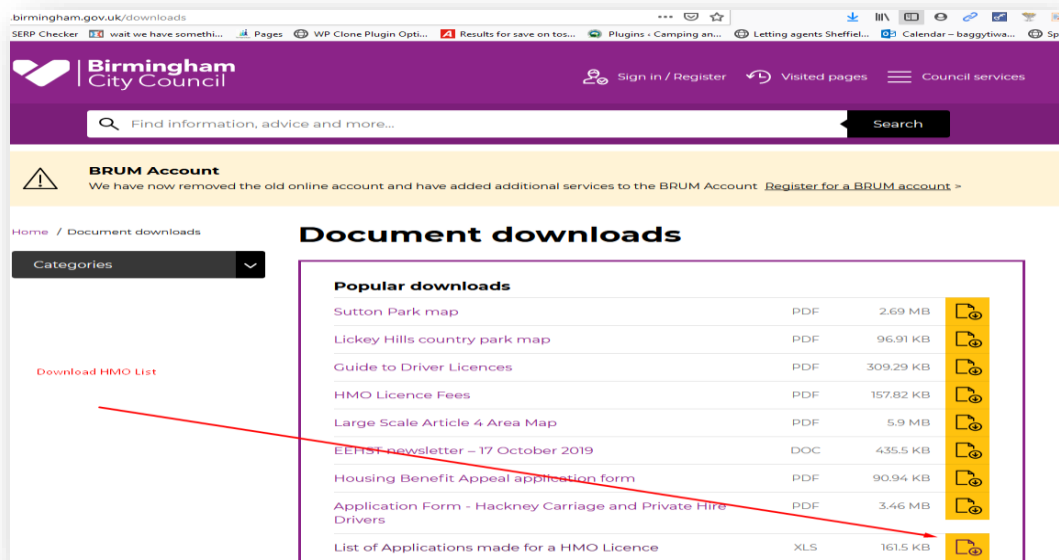 .birmingham.gov.uk/downloads
SERP Checker wait we have somethi... Pages WP Clone Plugin Opti... Results for save on tos... Plugins ‹ Camping an... Letting agents Sheffiel... Calendar – baggytiwa... Sp
Birmingham
City Council
Sign in / Register Visited pages Council services
Find information, advice and more... Search
BRUM Account
We have now removed the old online account and have added additional services to the BRUM Account Register for a BRUM account >
Home / Document downloads
Document downloads
Categories
Popular downloads
Sutton Park map PDF 2.69 MB
Lickey Hills country park map PDF 96.91 KB
Guide to Driver Licences PDF 309.29 KB
Download HMO List
HMO Licence Fees PDF 157.82 KB
Large Scale Article 4 Area Map PDF 5.9 MB
EEHST newsletter – 17 October 2019 DOC 435.5 KB
Housing Benefit Appeal application form PDF 90.94 KB
Application Form - Hackney Carriage and Private Hire PDF 3.46 MB
Drivers
List of Applications made for a HMO Licence XLS 161.5 KB